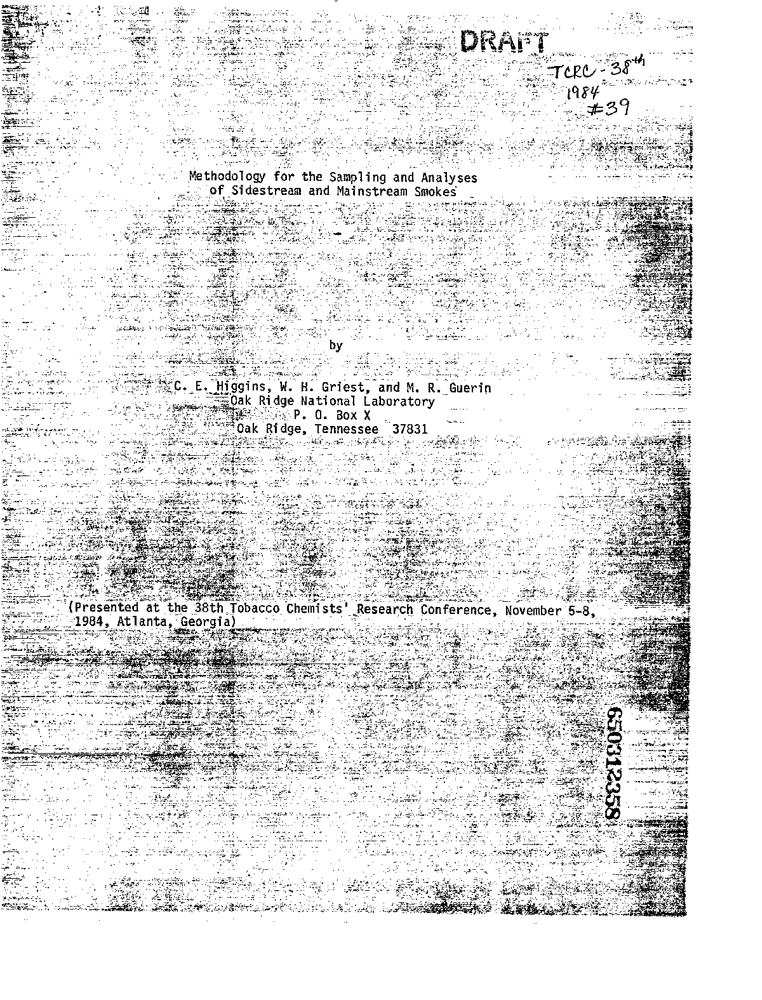 DRAFT
TCRC - 38th
1984
#39
Methodology for the Sampling and Analyses
of Sidestream and Mainstream Smokes
by
C. E. Higgins, W. H. Griest, and M. R. Guerin
Oak Ridge National Laboratory
P. O. Box X
Oak Ridge, Tennessee 37831
(Presented at the 38th Tobacco Chemists' Research Conference, November 5-8,
1984, Atlanta, Georgia)
650312358